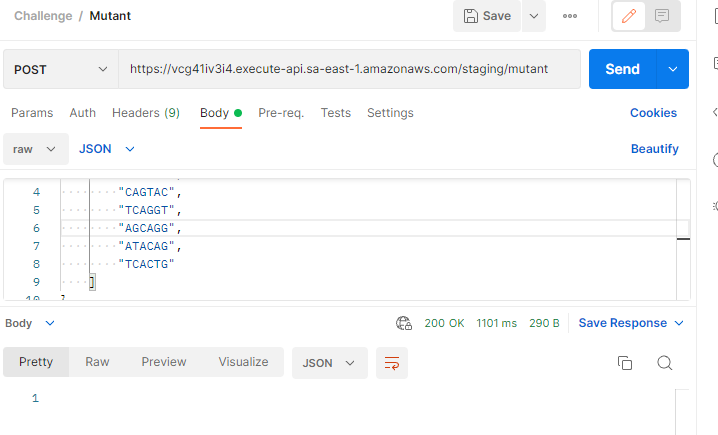 Challenge / Mutant
Save
POST https://vcg41iv3i4.execute-api.sa-east-1.amazonaws.com/staging/mutant Send
Params Auth Headers (9) Body Pre-req. Tests Settings Cookies
raw JSON Beautify
4 "CAGTAC",
5 "TCAGGT",
6 "AGCAGG",
7 "ATACAG",
8 "TCACTG"
9 ]
Body 200 OK 1101 ms 290 B Save Response
Pretty Raw Preview Visualize JSON
1